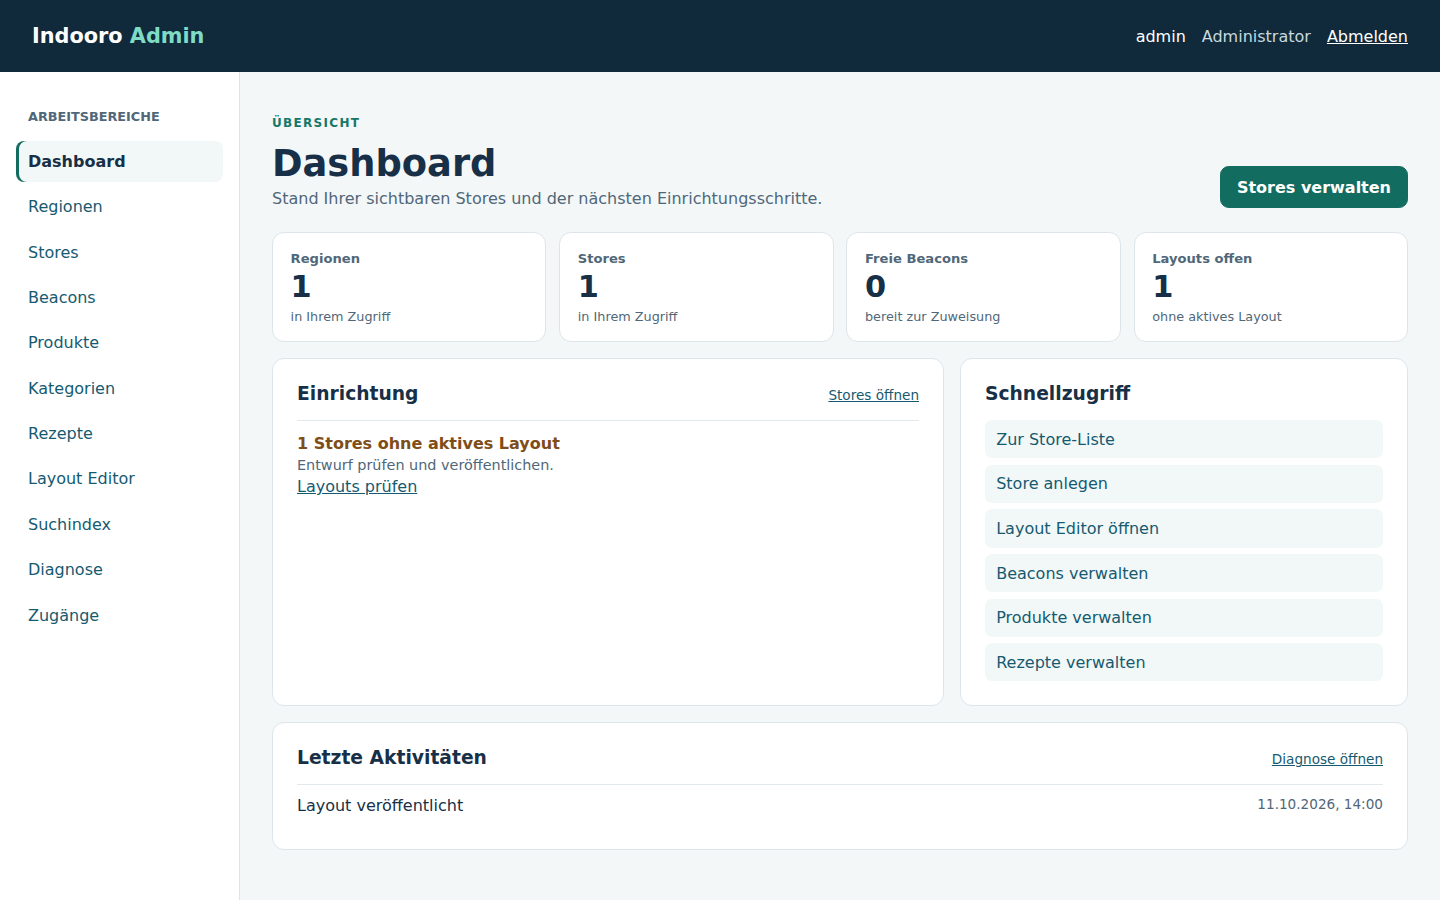 Indooro Admin
admin Administrator Abmelden
ARBEITSBEREICHE
Dashboard
Regionen
Stores
Beacons
Produkte
Kategorien
Rezepte
Layout Editor
Suchindex
Diagnose
Zugänge
ÜBERSICHT
Dashboard
Stand Ihrer sichtbaren Stores und der nächsten Einrichtungsschritte.
Stores verwalten
Regionen
1
in Ihrem Zugriff
Stores
1
in Ihrem Zugriff
Freie Beacons
0
bereit zur Zuweisung
Layouts offen
1
ohne aktives Layout
Einrichtung
Stores öffnen
1 Stores ohne aktives Layout
Entwurf prüfen und veröffentlichen.
Layouts prüfen
Schnellzugriff
Zur Store-Liste
Store anlegen
Layout Editor öffnen
Beacons verwalten
Produkte verwalten
Rezepte verwalten
Letzte Aktivitäten
Diagnose öffnen
Layout veröffentlicht
11.10.2026, 14:00